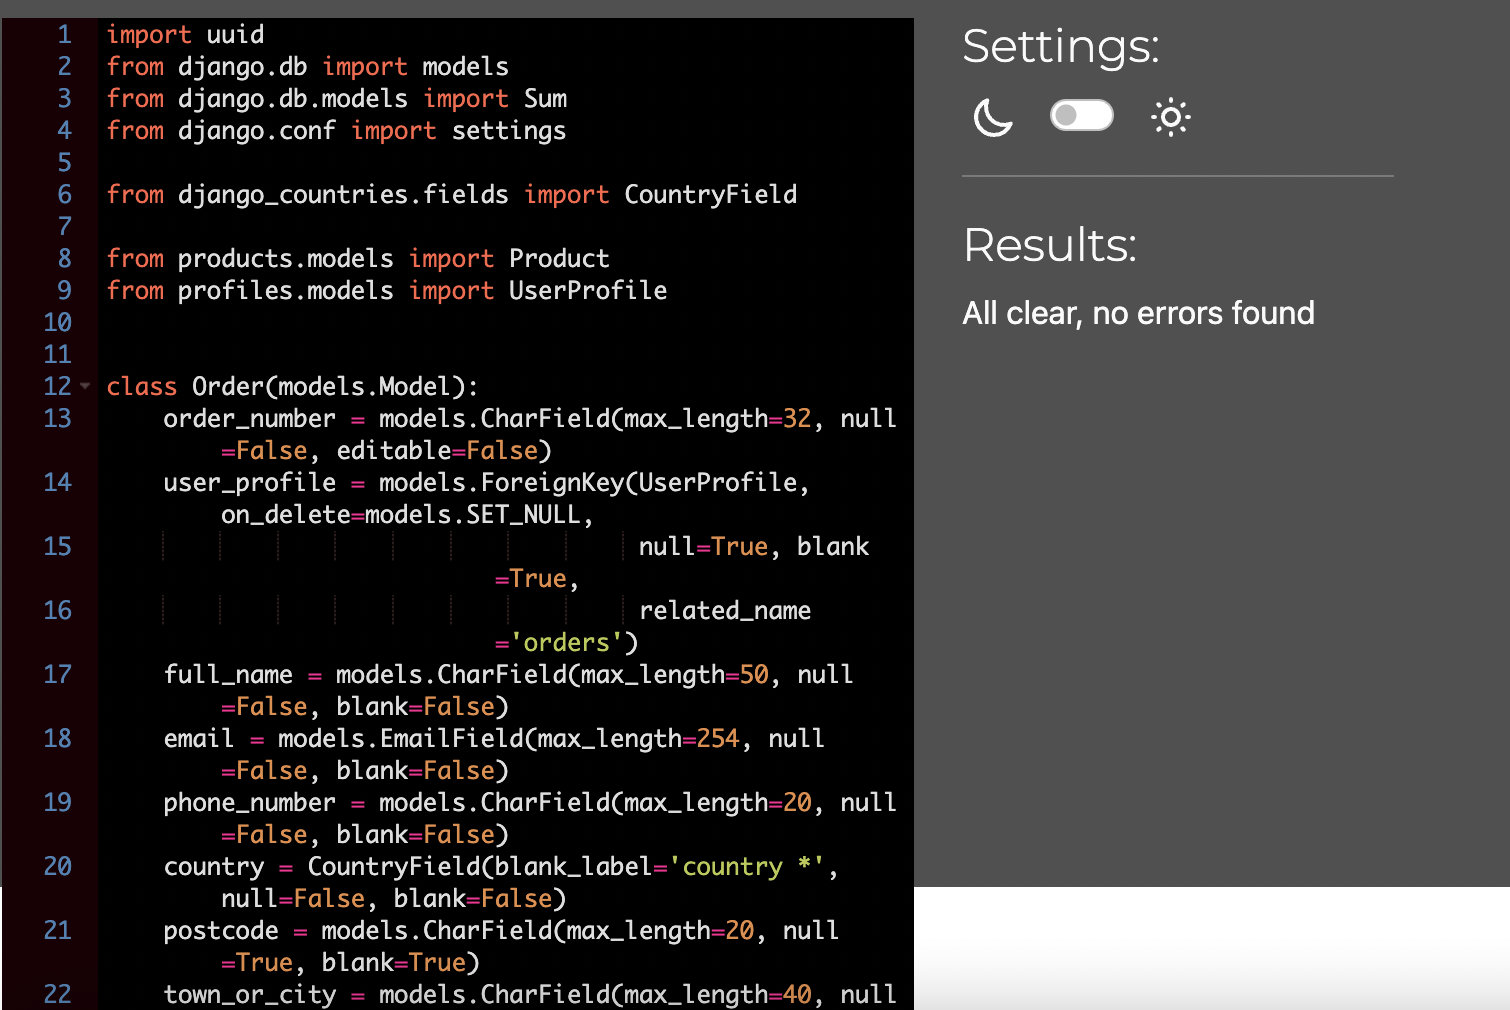 1 import uuid
2 from django.db import models
3 from django.db.models import Sum
4 from django.conf import settings
5
6 from django_countries.fields import CountryField
7
8 from products.models import Product
9 from profiles.models import UserProfile
10
11
12 class Order(models.Model):
13 order_number = models.CharField(max_length=32, null
=False, editable=False)
14 user_profile = models.ForeignKey(UserProfile,
on_delete=models.SET_NULL,
15 null=True, blank
=True,
16 related_name
='orders')
17 full_name = models.CharField(max_length=50, null
=False, blank=False)
18 email = models.EmailField(max_length=254, null
=False, blank=False)
19 phone_number = models.CharField(max_length=20, null
=False, blank=False)
20 country = CountryField(blank_label='country *',
null=False, blank=False)
21 postcode = models.CharField(max_length=20, null
=True, blank=True)
22 town_or_city = models.CharField(max_length=40, null
Settings:
Results:
All clear, no errors found